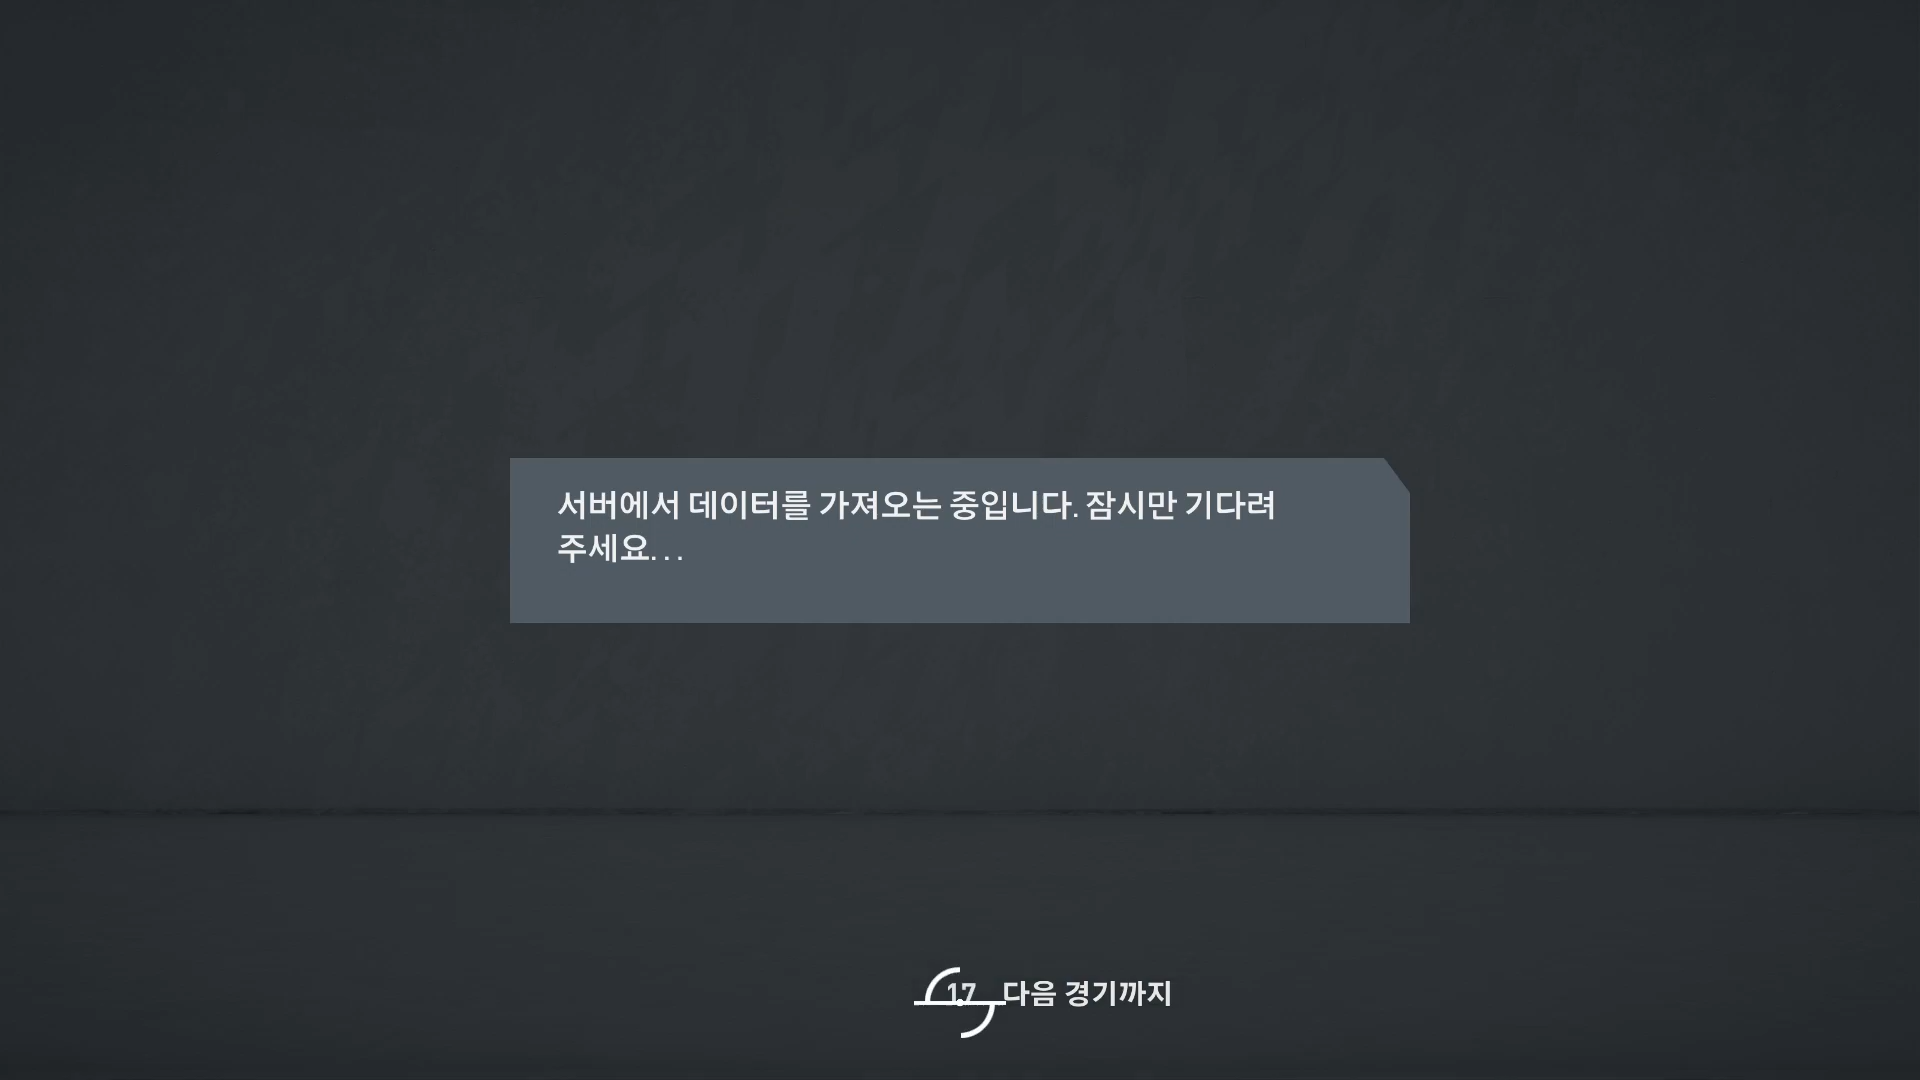 서버에서 데이터를 가져오는 중입니다. 잠시만 기다려
주세요...
17 다음 경기까지